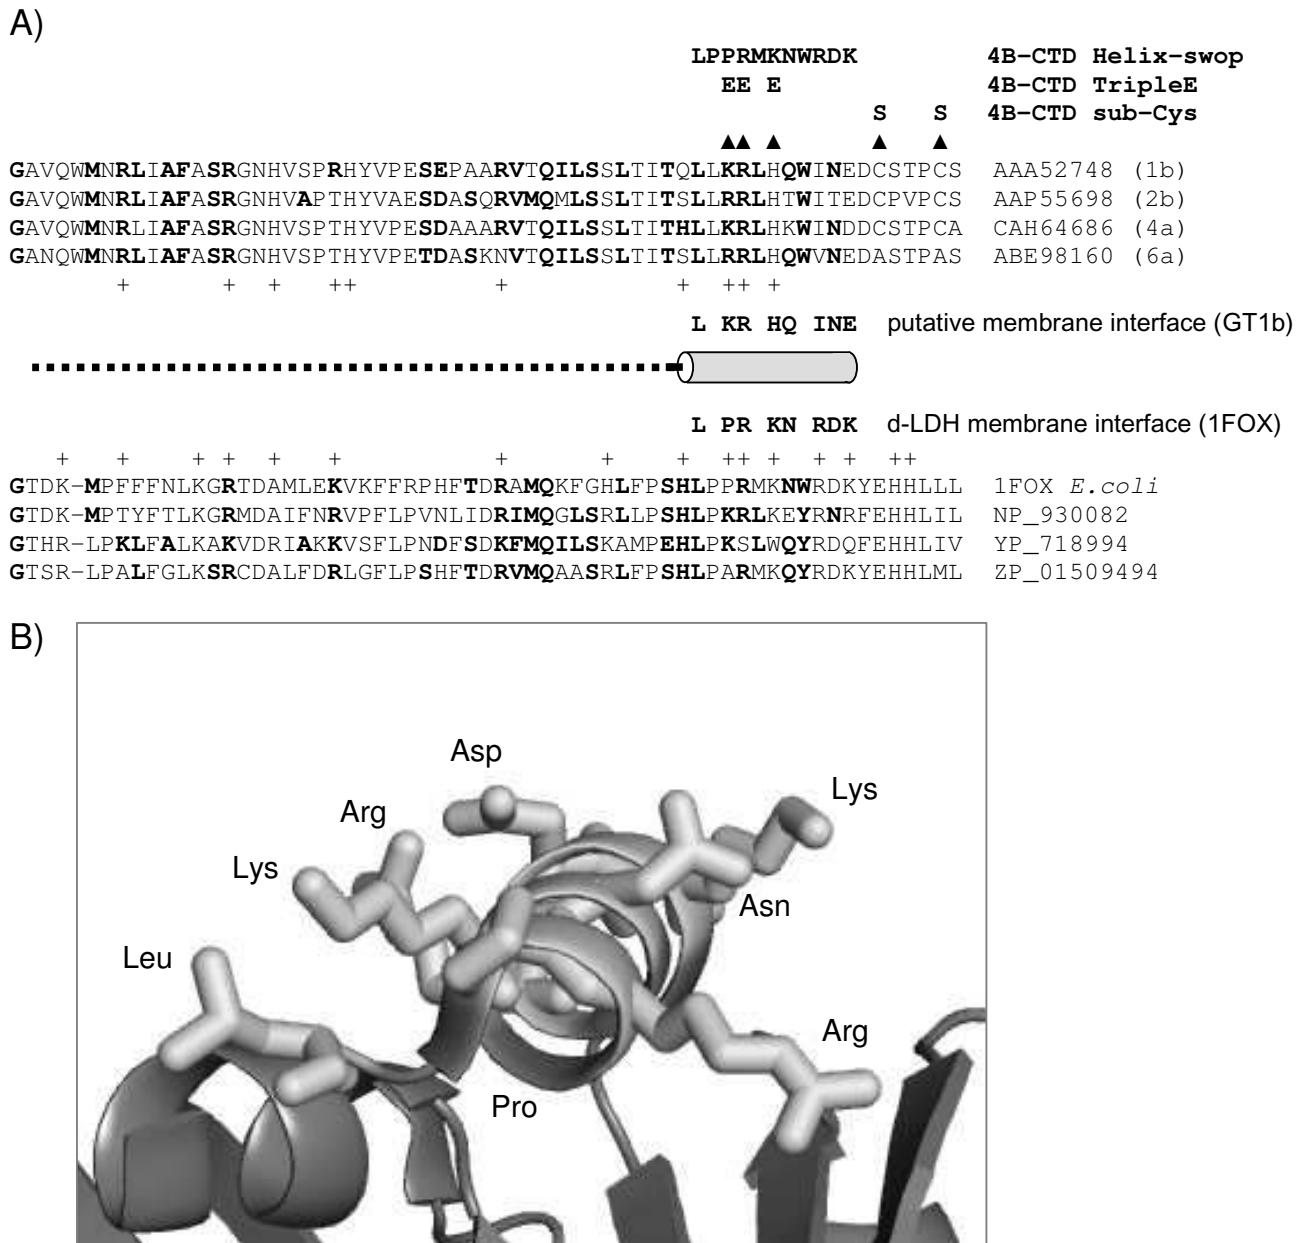 A)
LPPRMKNWRDK 4B-CTD Helix-swop
EE E 4B-CTD TripleE
S S 4B-CTD sub-Cys
▲▲ ▲ ▲ ▲
GAVQWMNRLIAFASRGNHVSPRHYVPESEPAARVTQILSSLTITQLLKRLHQWINEDCSTPCS AAA52748 (1b)
GAVQWMNRLIAFASRGNHVAPTHYVAESDASQRVMQMLSSLTITSLLRRLHTWITEDCPVPCS AAP55698 (2b)
GAVQWMNRLIAFASRGNHVSPTHYVPESDAAARVTQILSSLTITHLLKRLHKWINDDCSTPCA CAH64686 (4a)
GANQWMNRLIAFASRGNHVSPTHYVPETDASKNVTQILSSLTITSLLRRLHQWVNEDASTPAS ABE98160 (6a)
+ + + ++ + + ++ +
L KR HQ INE putative membrane interface (GT1b)
L PR KN RDK d-LDH membrane interface (1FOX)
+ + + + + + + + + ++ + + + ++
GTDK-MPFFFNLKGRTDAMLEKVKFFRPHFTDRAMQKFGHLFPSHLPPRMKNWRDKYEHHLLL 1FOX E.coli
GTDK-MPTYFTLKGRMDAIFNRVPFLPVNLIDRIMQGLSRLLPSHLPKRLKEYRNRFEHHLIL NP_930082
GTHR-LPKLFALKAKVDRIAKKVSFLPNDFSDKFMQILSKAMPEHLPKSLWQYRDQFEHHLIV YP_718994
GTSR-LPALFGLKSRCDALFDRLGFLPSHFTDRVMQAASRLFPSHLPARMKQYRDKYEHHLML ZP_01509494
B)
Asp
Lys
Arg
Lys
Asn
Leu
Arg
Pro